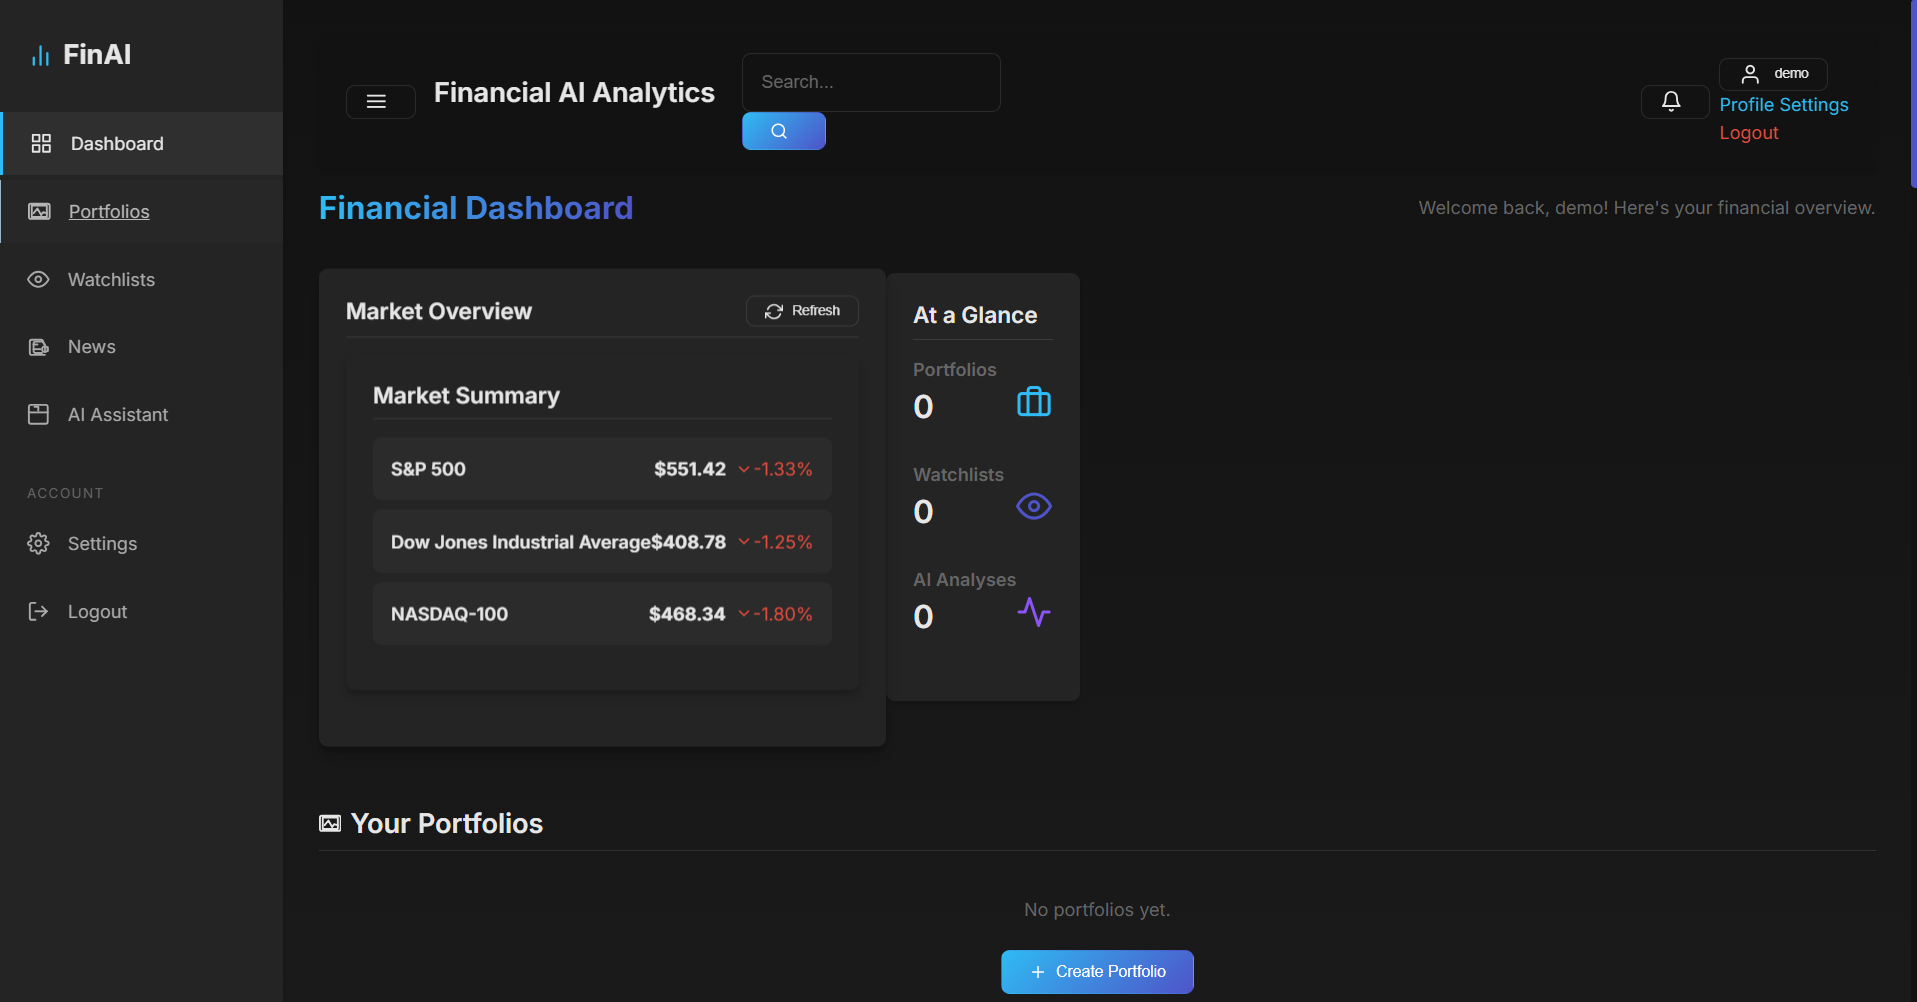 FinAI
Dashboard
Portfolios
Watchlists
News
AI Assistant
ACCOUNT
Settings
Logout
Financial AI Analytics
Search...
demo
Profile Settings
Logout
Financial Dashboard
Welcome back, demo! Here's your financial overview.
Market Overview
Refresh
Market Summary
S&P 500 $551.42 -1.33%
Dow Jones Industrial Average$408.78 -1.25%
NASDAQ-100 $468.34 -1.80%
At a Glance
Portfolios
0
Watchlists
0
AI Analyses
0
Your Portfolios
No portfolios yet.
Create Portfolio